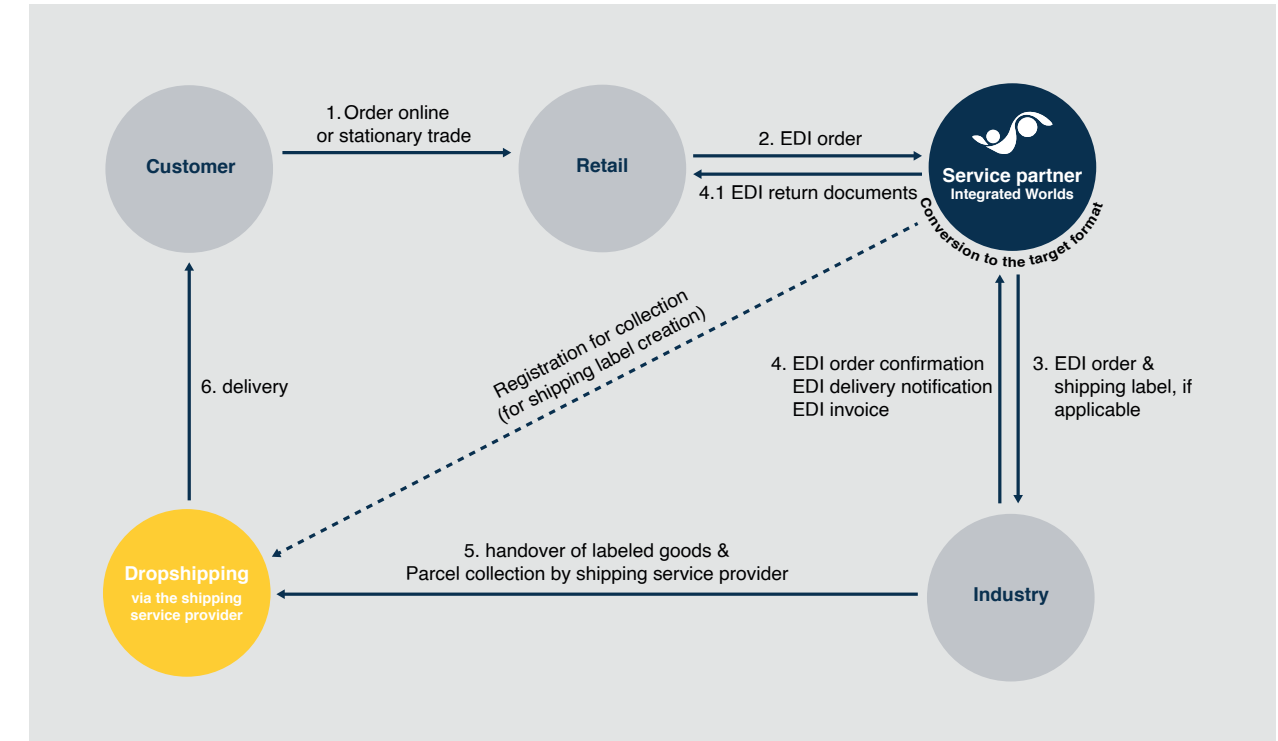 Customer
1. Order online
or stationary trade
Retail
2. EDI order
4.1 EDI return documents
Service partner
Integrated Worlds
Conversion to the target format
Registration for collection
(for shipping label creation)
6. delivery
4. EDI order confirmation
EDI delivery notification
EDI invoice
3. EDI order &
shipping label, if
applicable
Dropshipping
via the shipping
service provider
5. handover of labeled goods &
Parcel collection by shipping service provider
Industry